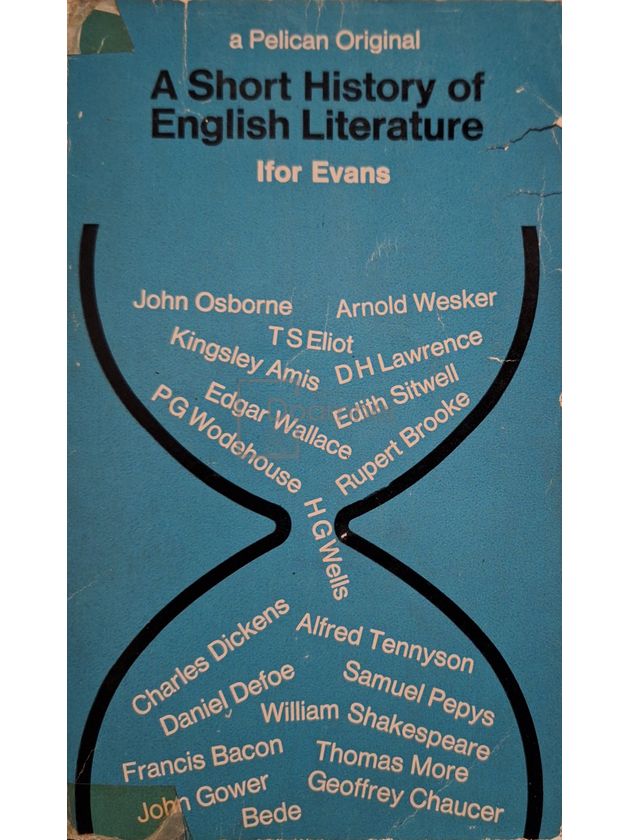 a Pelican Original
A Short History of
English Literature
Ifor Evans
John Osborne
Arnold Wesker
T S Eliot
Kingsley Amis
D H Lawrence
Edgar Wallace
Edith Sitwell
P G Wodehouse
Rupert Brooke
H G Wells
Charles Dickens
Alfred Tennyson
Daniel Defoe
Samuel Pepys
William Shakespeare
Francis Bacon
Thomas More
John Gower
Geoffrey Chaucer
Bede